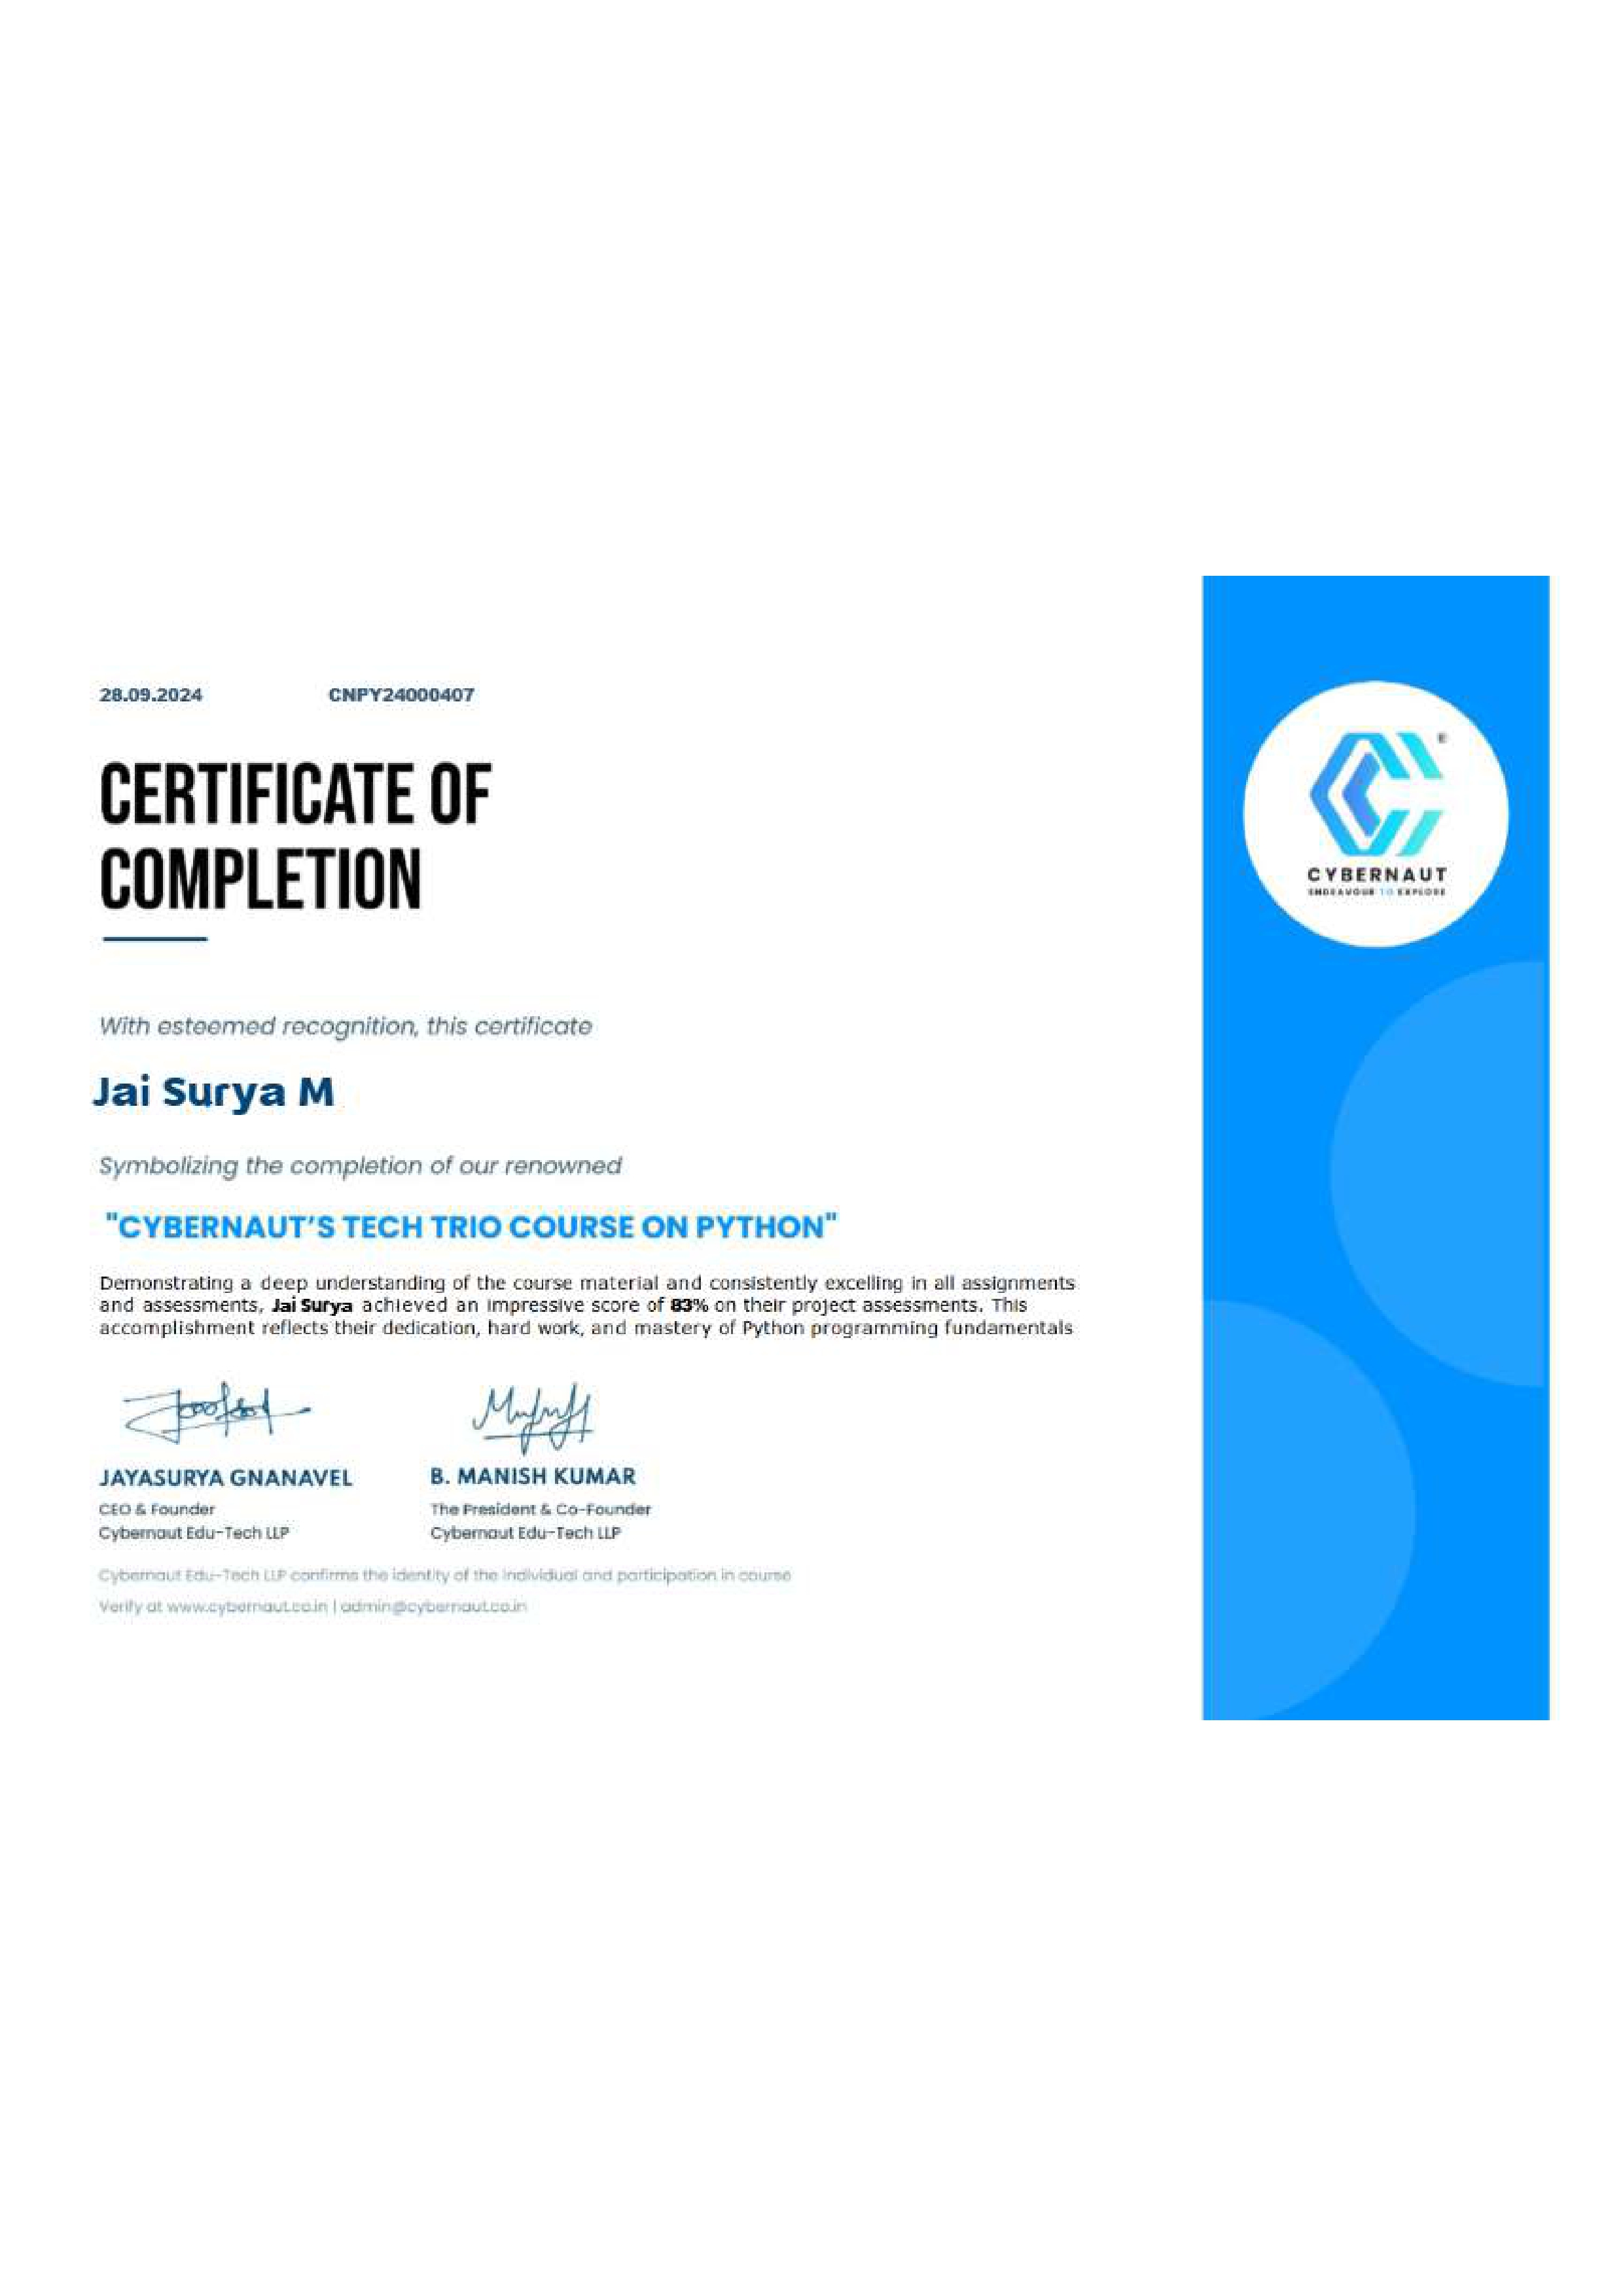 28.09.2024 CNPY24000407
CERTIFICATE OF
COMPLETION
With esteemed recognition, this certificate
Jai Surya M
Symbolizing the completion of our renowned
"CYBERNAUT'S TECH TRIO COURSE ON PYTHON"
Demonstrating a deep understanding of the course material and consistently excelling in all assignments
and assessments, Jai Surya achieved an impressive score of 83% on their project assessments. This
accomplishment reflects their dedication, hard work, and mastery of Python programming fundamentals
JAYASURYA GNANAVEL
CEO & Founder
Cybernaut Edu-Tech LLP
B. MANISH KUMAR
The President & Co-Founder
Cybernaut Edu-Tech LLP
Cybernaut Edu-Tech LLP confirms the identity of the individual and participation in course
Verify at www.cybernaut.co.in | admin@cybernaut.co.in
CYBERNAUT
ENDEAVOUR TO EXPLORE